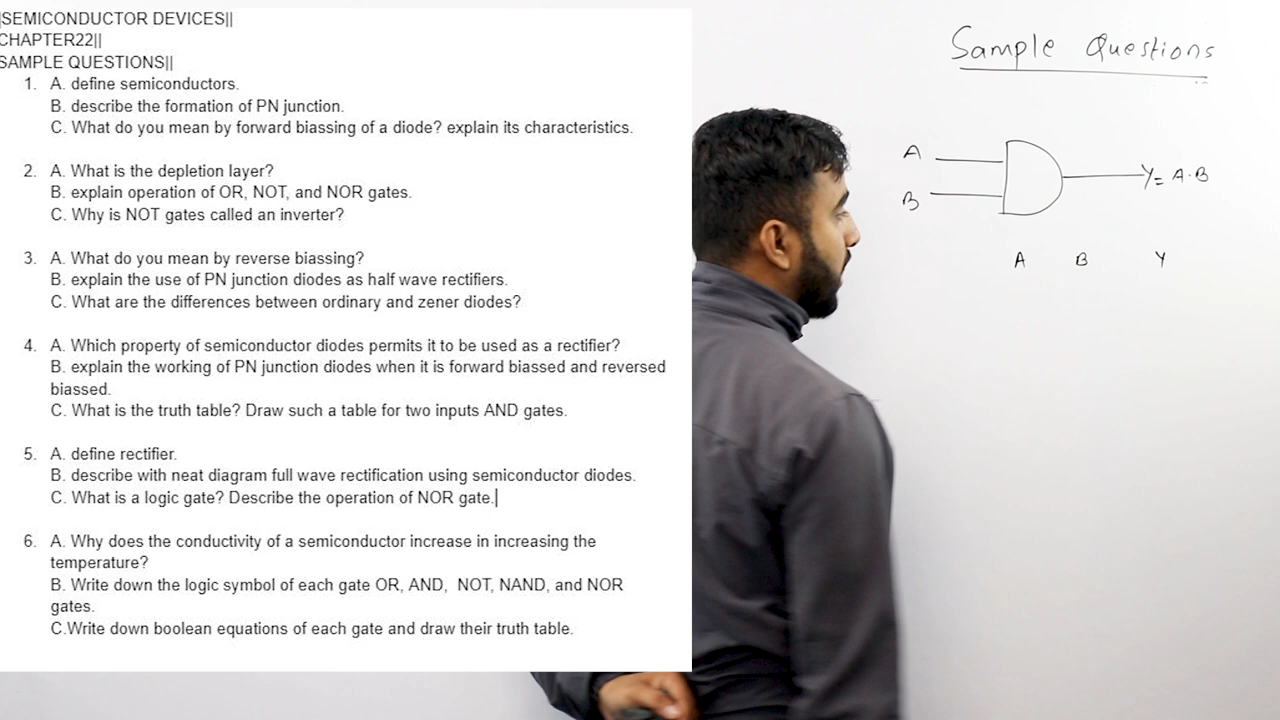 |SEMICONDUCTOR DEVICES||
CHAPTER22||
SAMPLE QUESTIONS||
1. A. define semiconductors.
B. describe the formation of PN junction.
C. What do you mean by forward biassing of a diode? explain its characteristics.
2. A. What is the depletion layer?
B. explain operation of OR, NOT, and NOR gates.
C. Why is NOT gates called an inverter?
3. A. What do you mean by reverse biassing?
B. explain the use of PN junction diodes as half wave rectifiers.
C. What are the differences between ordinary and zener diodes?
4. A. Which property of semiconductor diodes permits it to be used as a rectifier?
B. explain the working of PN junction diodes when it is forward biassed and reversed
biassed.
C. What is the truth table? Draw such a table for two inputs AND gates.
5. A. define rectifier.
B. describe with neat diagram full wave rectification using semiconductor diodes.
C. What is a logic gate? Describe the operation of NOR gate.
6. A. Why does the conductivity of a semiconductor increase in increasing the
temperature?
B. Write down the logic symbol of each gate OR, AND, NOT, NAND, and NOR
gates.
C.Write down boolean equations of each gate and draw their truth table.
Sample Questions
A
Y= A·B
B
A B Y